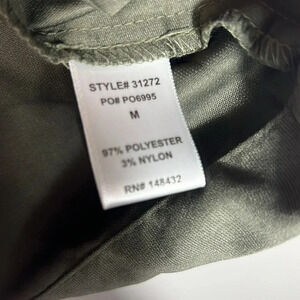 STYLE# 31272
PO# PO6995
M
97% POLYESTER
3% NYLON
RN# 148432